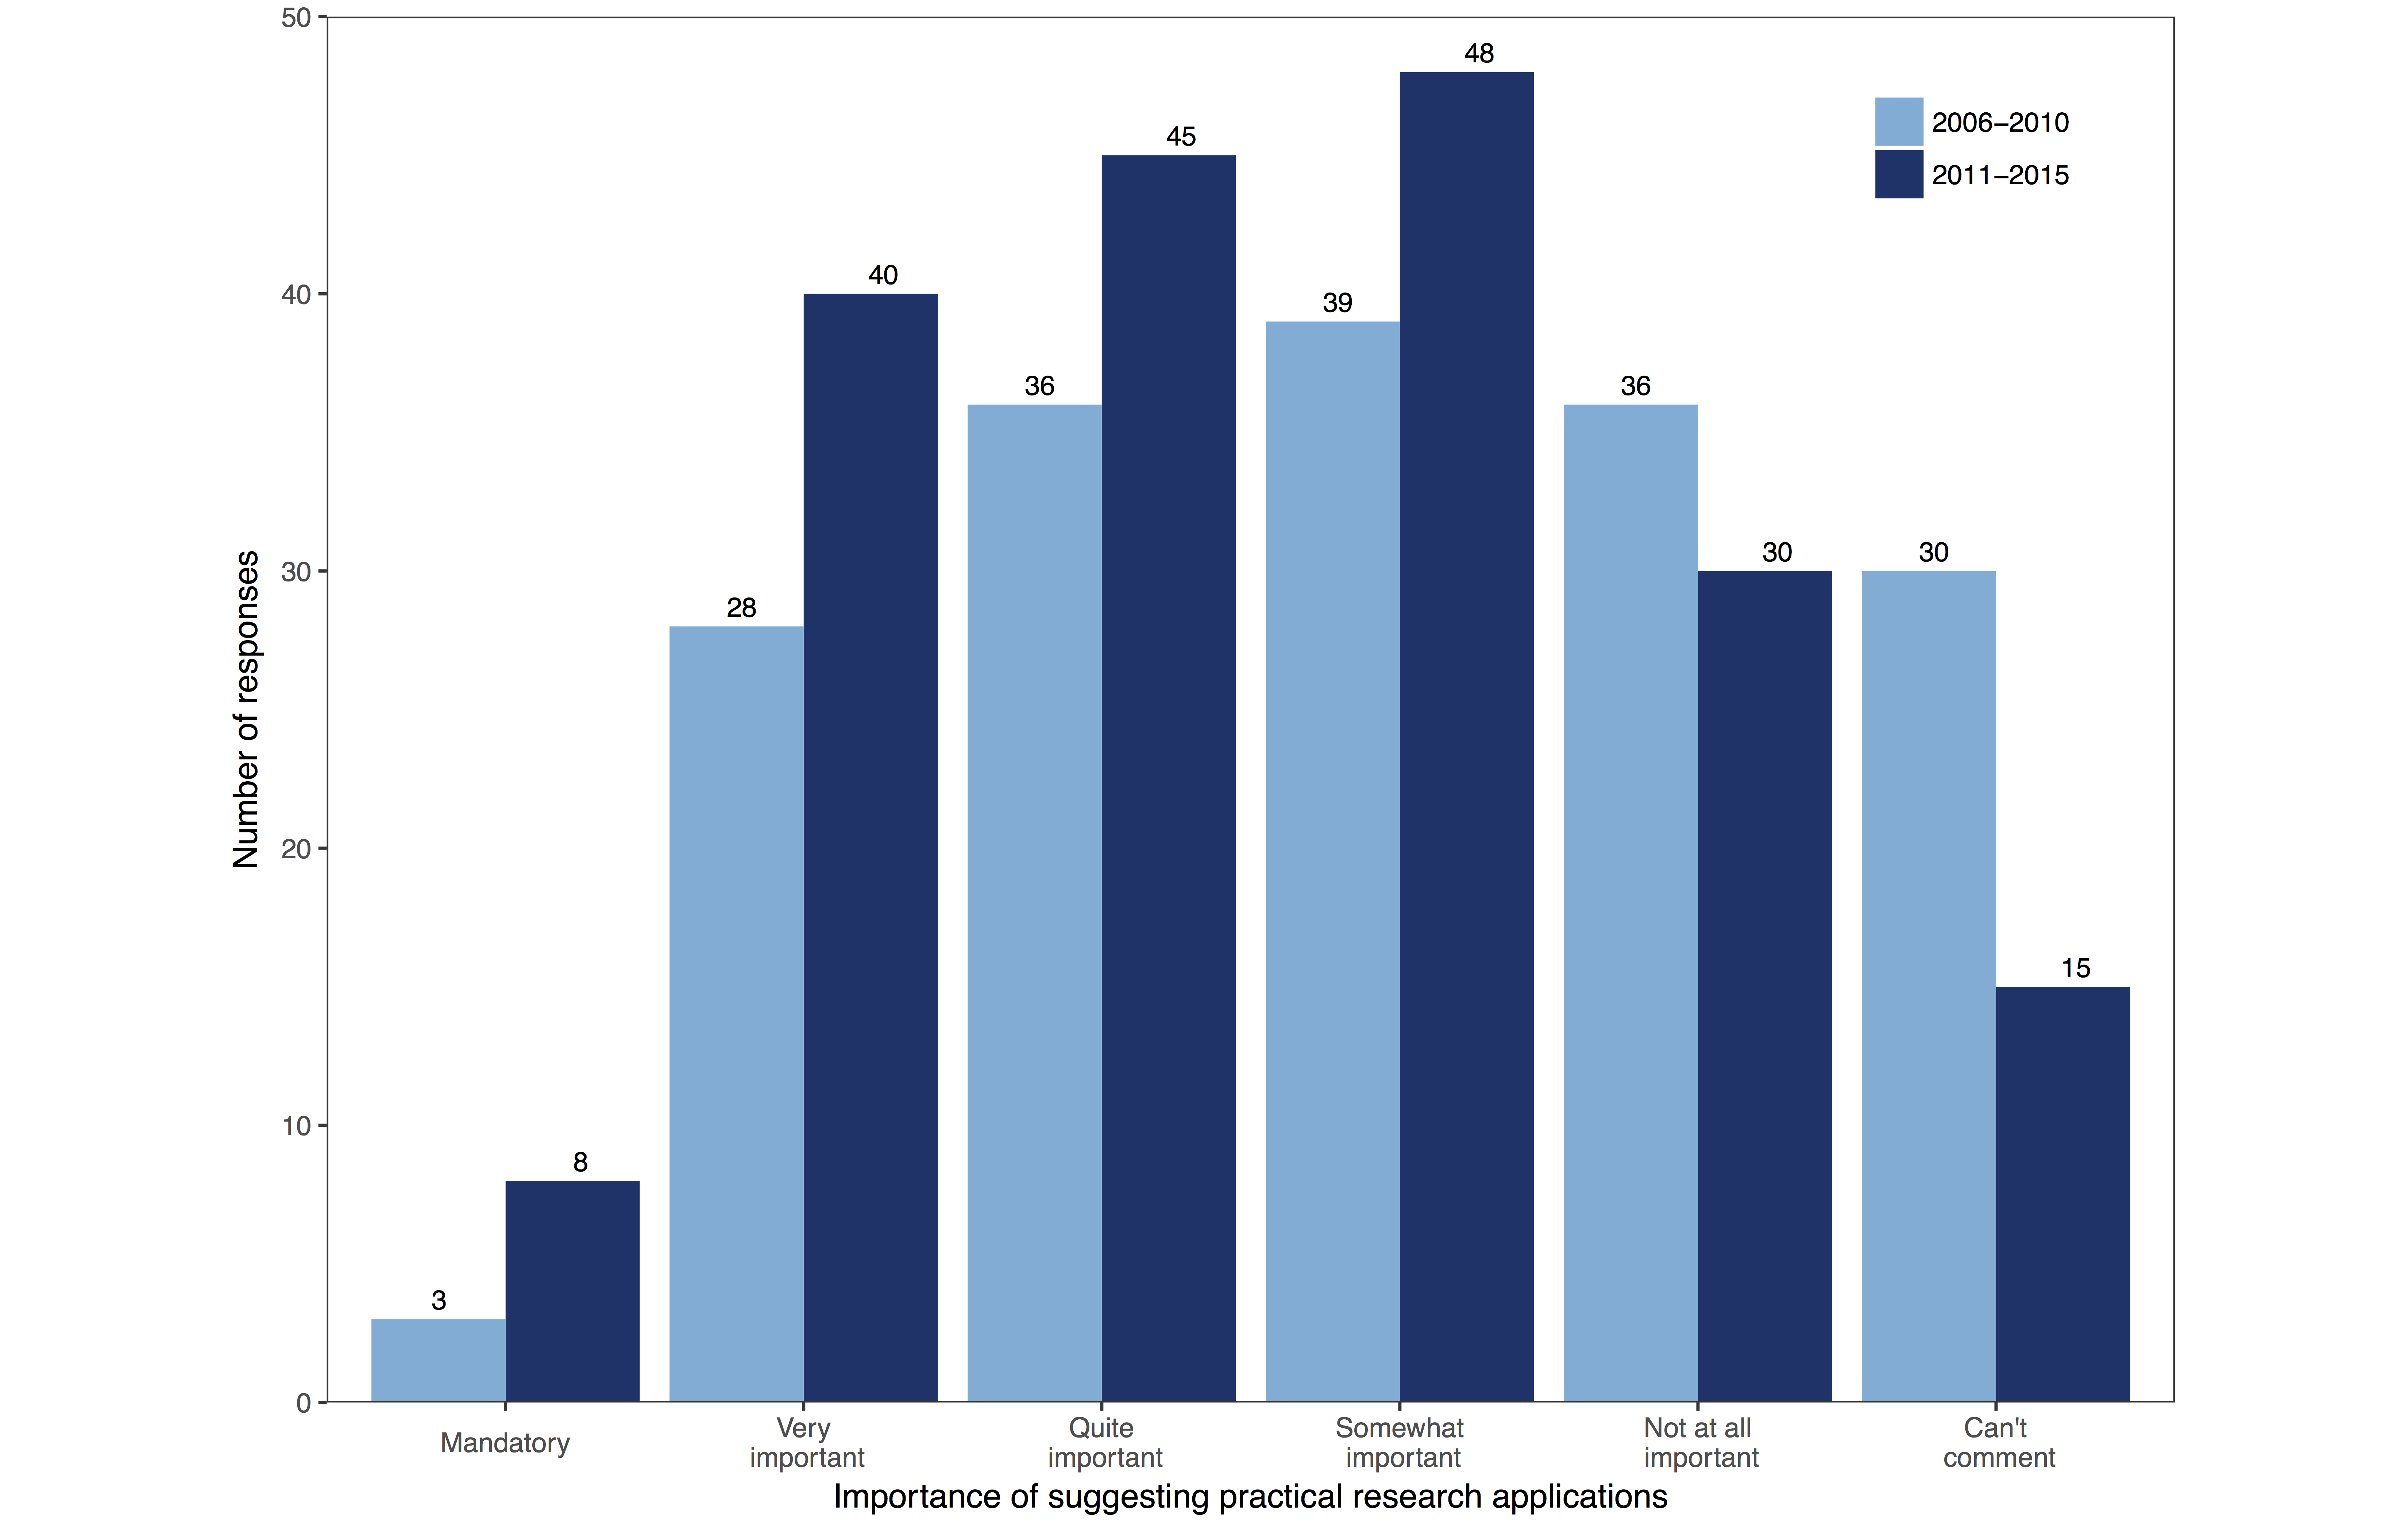 50
48
2006–2010
45
2011–2015
40
40
39
36
36
30
30
30
28
20
15
10
8
3
0
Number of responses
Mandatory
Very
important
Quite
important
Somewhat
important
Not at all
important
Can't
comment
Importance of suggesting practical research applications